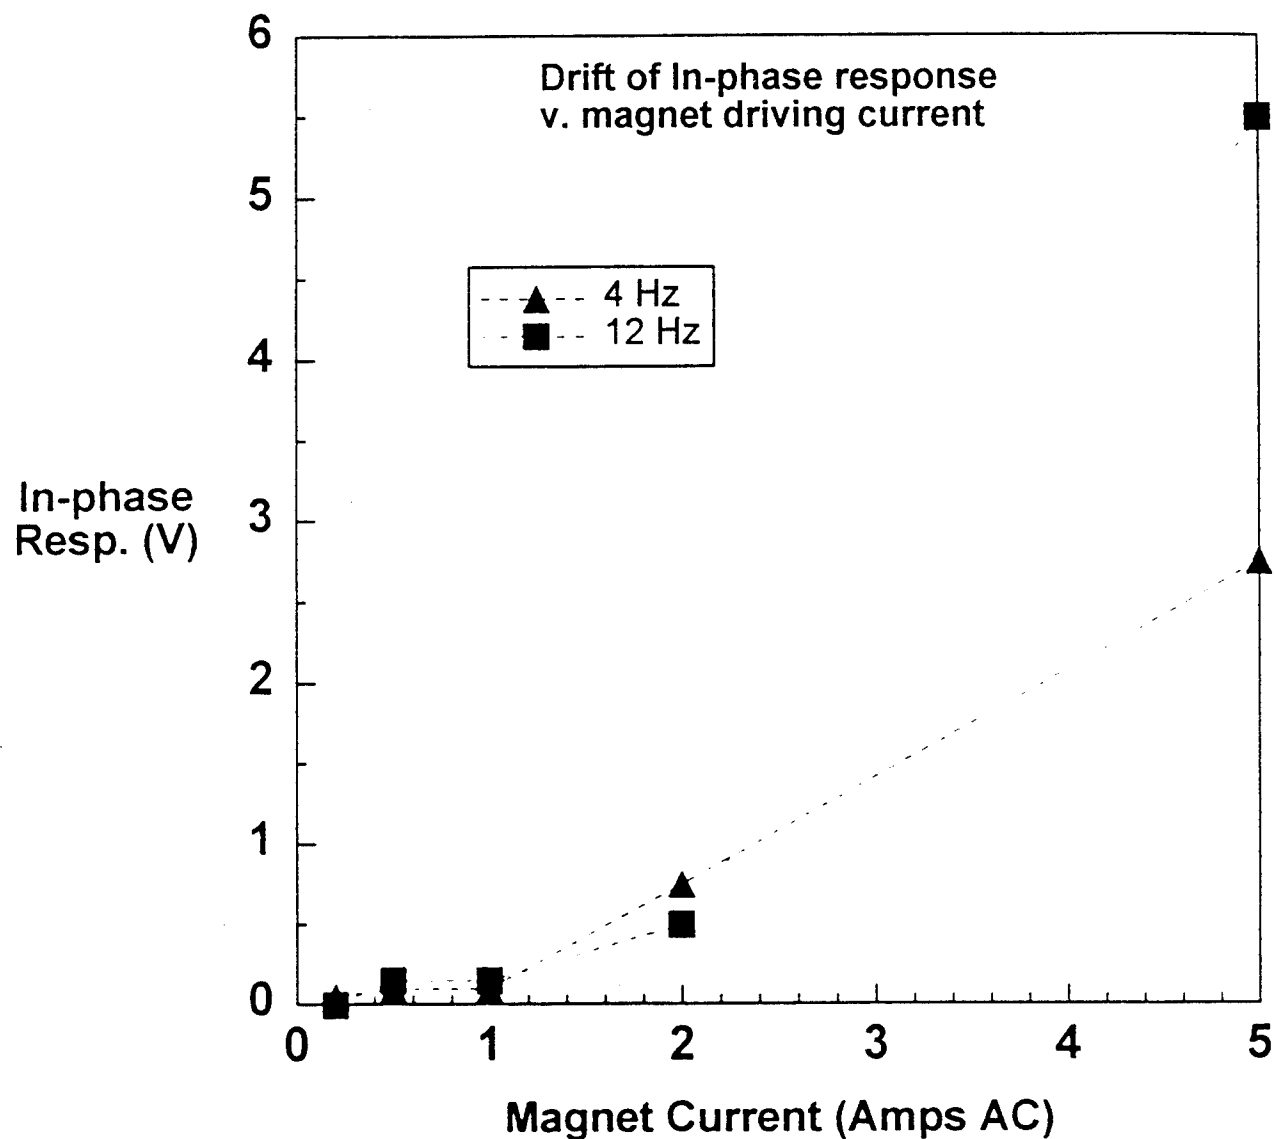 Drift of In-phase response
v. magnet driving current
6
5
4
3
2
1
0
4 Hz
12 Hz
In-phase
Resp. (V)
0 1 2 3 4 5
Magnet Current (Amps AC)